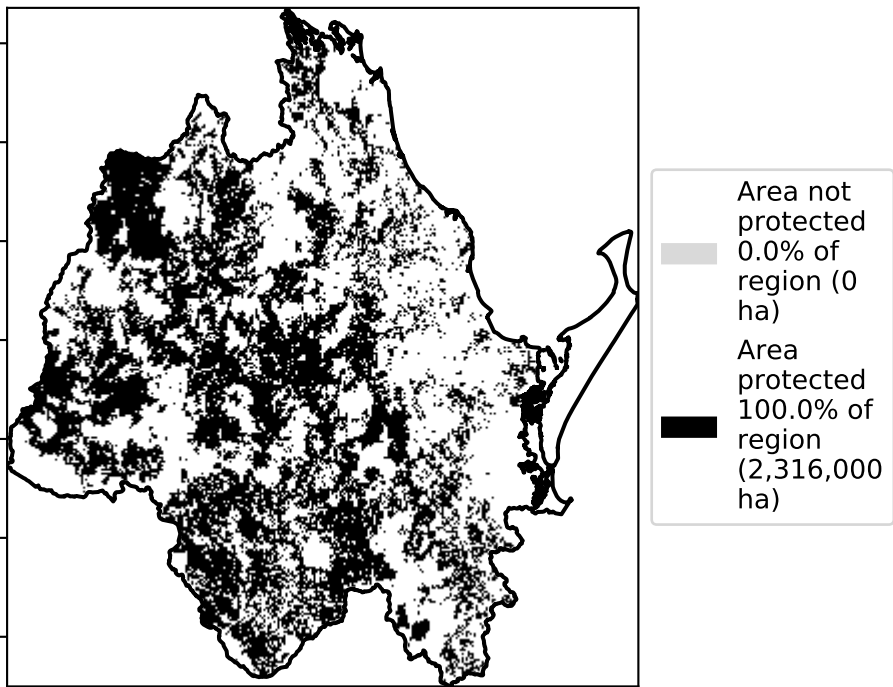 Area not
protected
0.0% of
region (0
ha)
Area
protected
100.0% of
region
(2,316,000
ha)